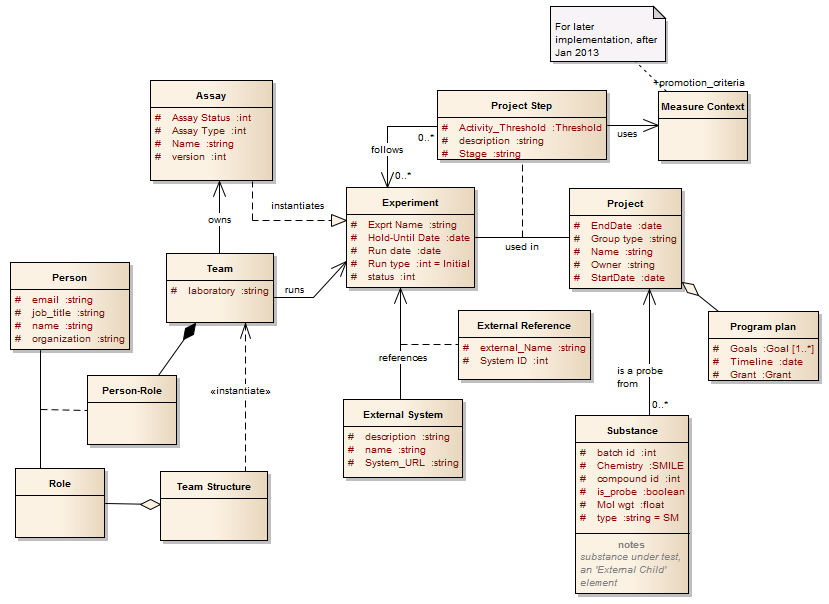 For later
implementation, after
Jan 2013
+promotion_criteria
Measure Context
Project Step
# Activity_Threshold :Threshold
# description :string
# Stage :string
uses
0..*
follows
0..*
Assay
# Assay Status :int
# Assay Type :int
# Name :string
# version :int
instantiates
owns
Experiment
# Exprt Name :string
# Hold-Until Date :date
# Run date :date
# Run type :int = Initial
# status :int
used in
Project
# EndDate :date
# Group type :string
# Name :string
# Owner :string
# StartDate :date
Team
# laboratory :string
runs
Person
# email :string
# job_title :string
# name :string
# organization :string
External Reference
# external_Name :string
# System ID :int
Program plan
# Goals :Goal [1..*]
# Timeline :date
# Grant :Grant
references
is a probe
from
0..*
Person-Role
«instantiate»
External System
# description :string
# name :string
# System_URL :string
Substance
# batch id :int
# Chemistry :SMILE
# compound id :int
# is_probe :boolean
# Mol wgt :float
# type :string = SM
notes
substance under test,
an 'External Child'
element
Role
Team Structure